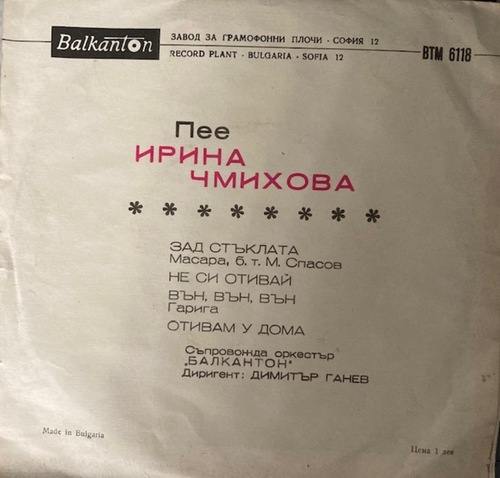 Balkanton
ЗАВОД ЗА ГРАМОФОННИ ПЛОЧИ · СОФИЯ 12
RECORD PLANT · BULGARIA · SOFIA 12
ВТМ 6118
Пее
ИРИНА
ЧМИХОВА
* * * * * * * *
ЗАД СТЪКЛАТА
Масара, б. т. М. Спасов
НЕ СИ ОТИВАЙ
ВЪН, ВЪН, ВЪН
Гарига
ОТИВАМ У ДОМА
Съпровожда оркестър
„БАЛКАНТОН"
Диригент: ДИМИТЪР ГАНЕВ
Made in Bulgaria
Цена 1 лев